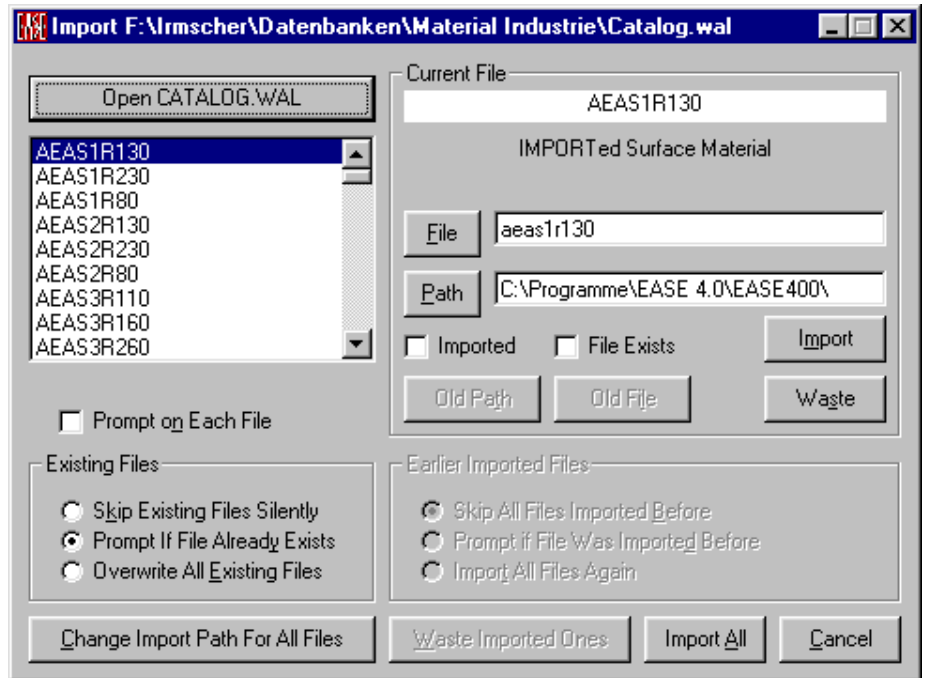 EASE Import F:\Irmscher\Datenbanken\Material Industrie\Catalog.wal
Open CATALOG.WAL
AEAS1R130
AEAS1R230
AEAS1R80
AEAS2R130
AEAS2R230
AEAS2R80
AEAS3R110
AEAS3R160
AEAS3R260
Prompt on Each File
Current File
AEAS1R130
IMPORTed Surface Material
File aeas1r130
Path C:\Programme\EASE 4.0\EASE400\
Imported File Exists Import
Old Path Old File Waste
Existing Files
Skip Existing Files Silently
Prompt If File Already Exists
Overwrite All Existing Files
Earlier Imported Files
Skip All Files Imported Before
Prompt if File Was Imported Before
Import All Files Again
Change Import Path For All Files Waste Imported Ones Import All Cancel